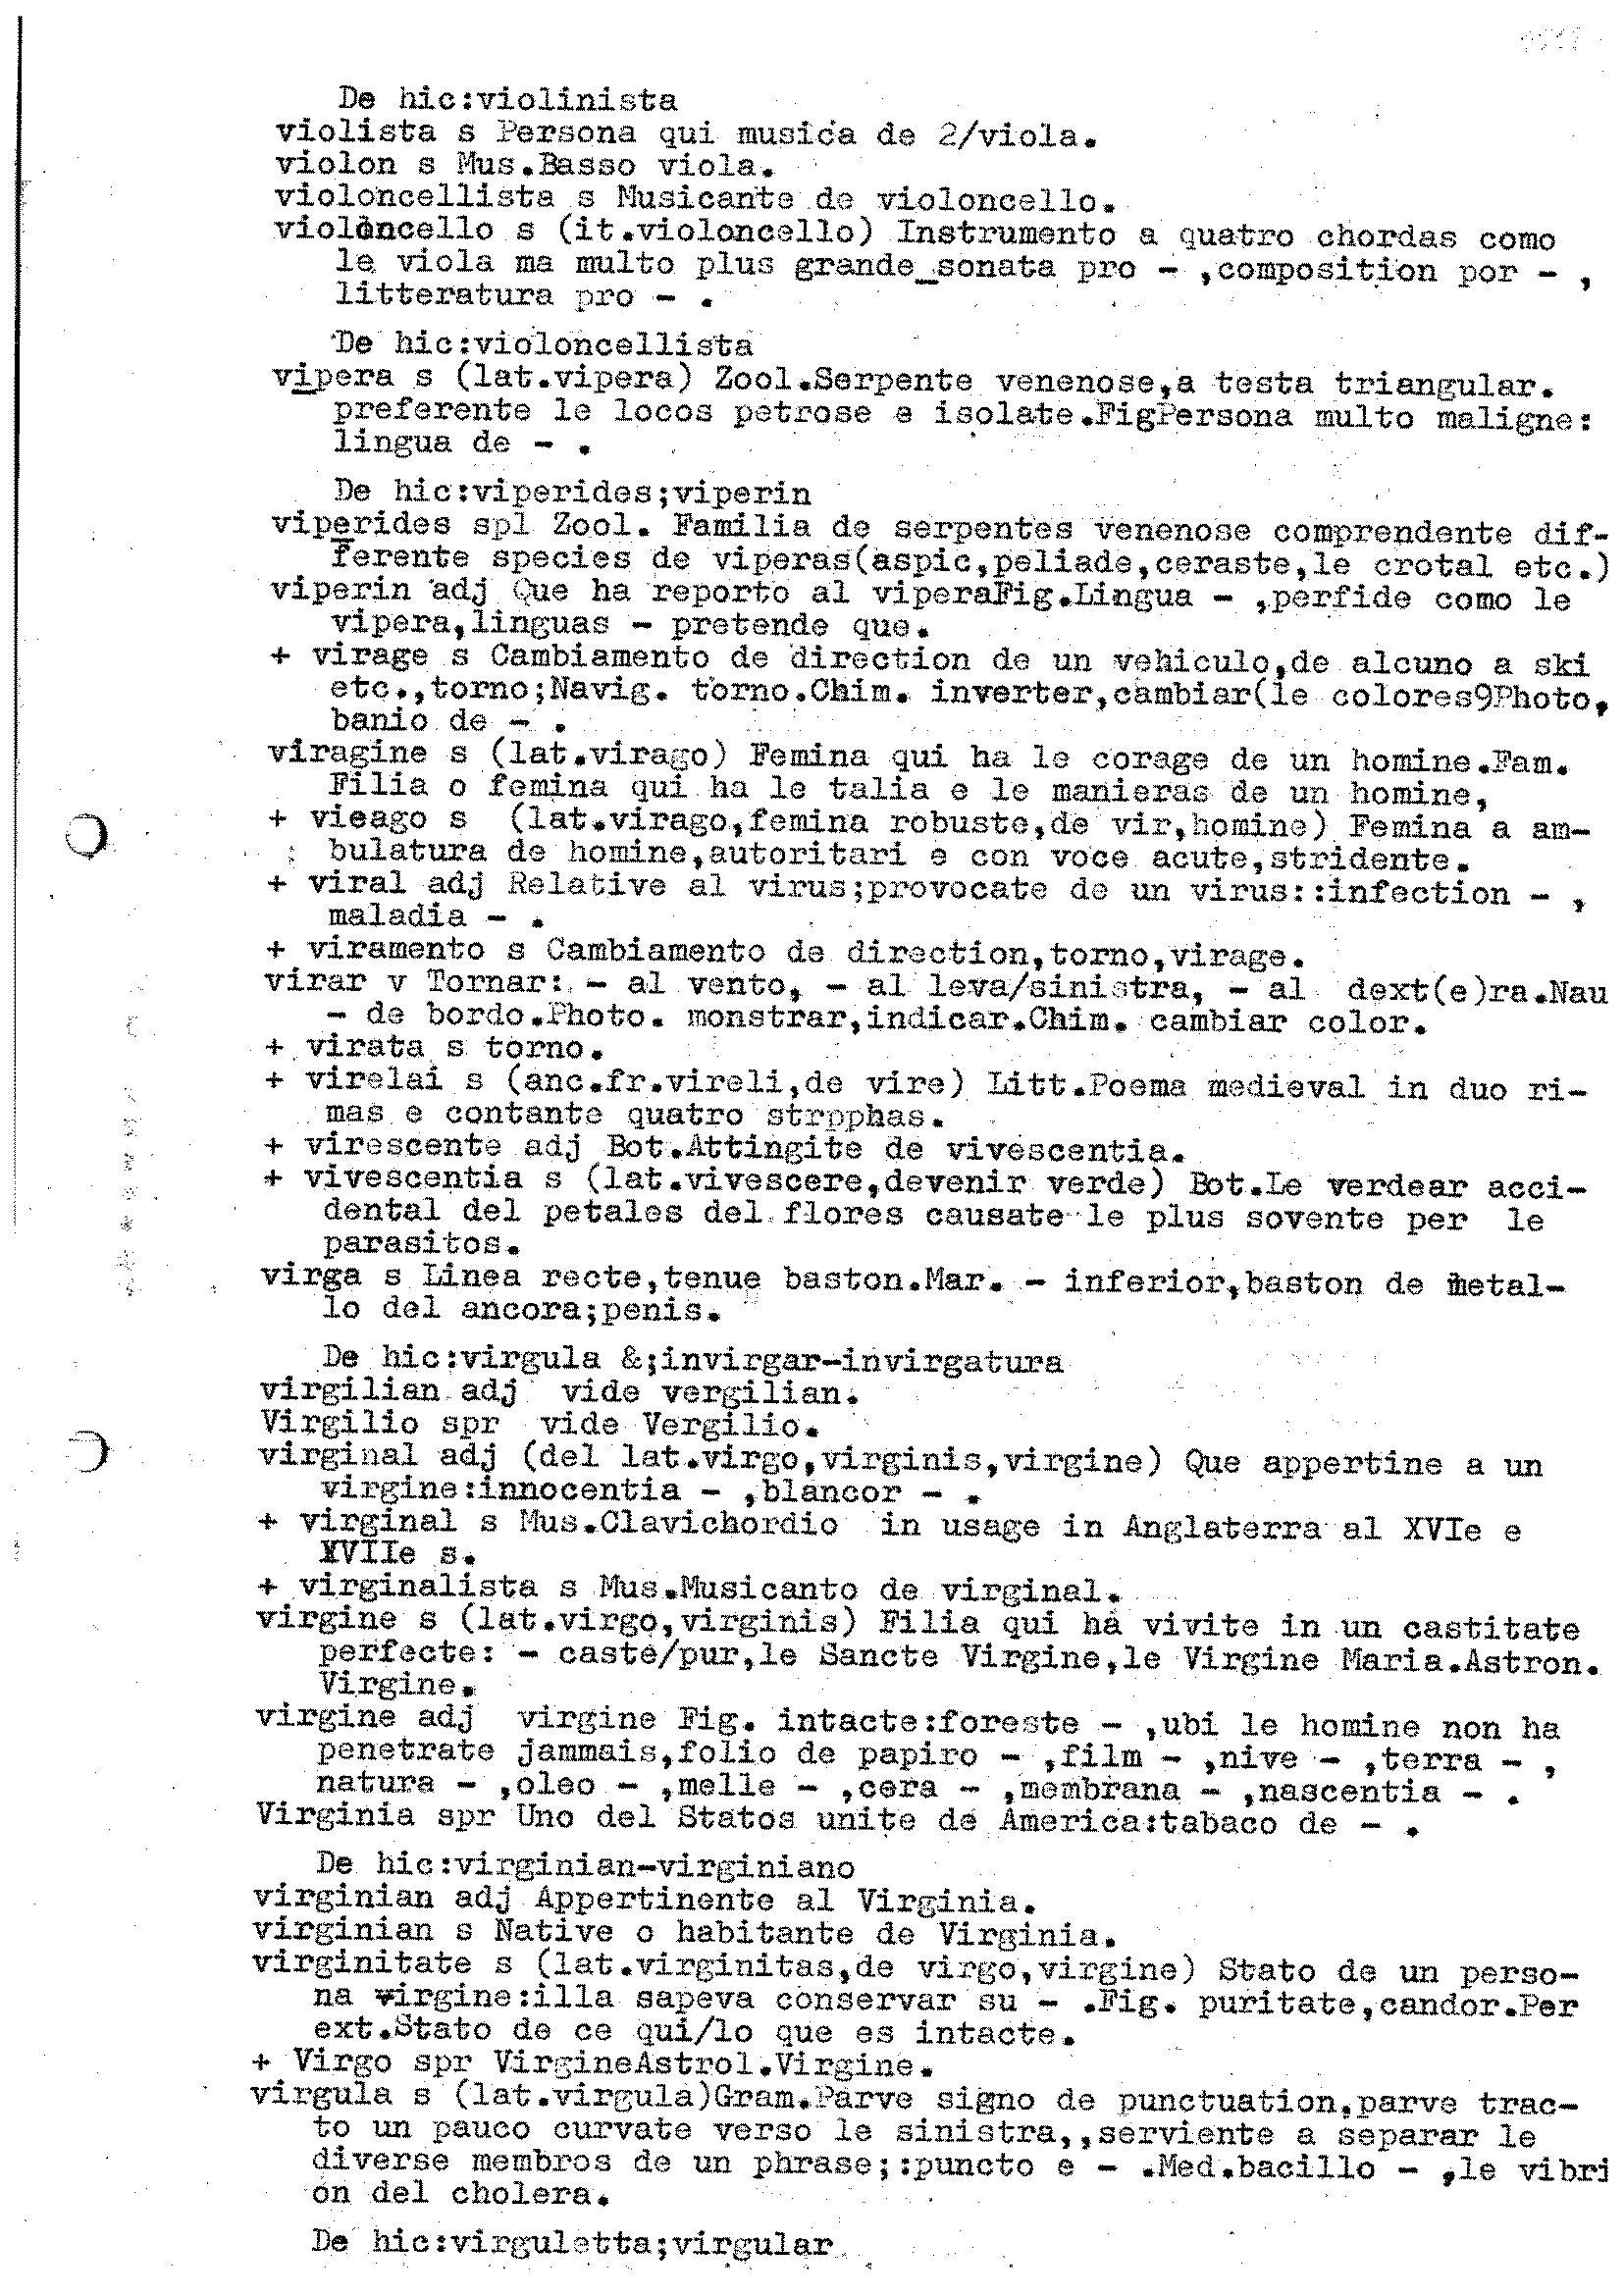 De hic:violinista
violista s Persona qui musica de 2/viola.
violon s Mus.Basso viola.
violoncellista s Musicante de violoncello.
violoncello s (it.violoncello) Instrumento a quatro chordas como
le viola ma multo plus grande_sonata pro - ,composition por - ,
litteratura pro - .
De hic:violoncellista
vipera s (lat.vipera) Zool.Serpente venenose,a testa triangular.
preferente le locos petrose e isolate.FigPersona multo maligne:
lingua de - .
De hic:viperides;viperin
viperides spl Zool. Familia de serpentes venenose comprendente dif-
ferente species de viperas(aspic,peliade,ceraste,le crotal etc.)
viperin adj Que ha reporto al viperaFig.Lingua - ,perfide como le
vipera,linguas - pretende que.
+ virage s Cambiamento de direction de un vehiculo,de alcuno a ski
etc.,torno;Navig. torno.Chim. inverter,cambiar(le colores9Photo,
banio de - .
viragine s (lat.virago) Femina qui ha le corage de un homine.Fam.
Filia o femina qui ha le talia e le manieras de un homine,
+ vieago s (lat.virago,femina robuste,de vir,homine) Femina a am-
bulatura de homine,autoritari e con voce acute,stridente.
+ viral adj Relative al virus;provocate de un virus::infection - ,
maladia - .
+ viramento s Cambiamento de direction,torno,virage.
virar v Tornar: - al vento, - al leva/sinistra, - al dext(e)ra.Nau
- de bordo.Photo. monstrar,indicar.Chim. cambiar color.
+ virata s torno.
+ virelai s (anc.fr.vireli,de vire) Litt.Poema medieval in duo ri-
mas e contante quatro strpphas.
+ virescente adj Bot.Attingite de vivescentia.
+ vivescentia s (lat.vivescere,devenir verde) Bot.Le verdear acci-
dental del petales del flores causate le plus sovente per le
parasitos.
virga s Linea recte,tenue baston.Mar. - inferior,baston de metal-
lo del ancora;penis.
De hic:virgula &;invirgar-invirgatura
virgilian adj vide vergilian.
Virgilio spr vide Vergilio.
virginal adj (del lat.virgo,virginis,virgine) Que appertine a un
virgine:innocentia - ,blancor - .
+ virginal s Mus.Clavichordio in usage in Anglaterra al XVIe e
XVIIe s.
+ virginalista s Mus.Musicanto de virginal.
virgine s (lat.virgo,virginis) Filia qui ha vivite in un castitate
perfecte: - caste/pur,le Sancte Virgine,le Virgine Maria.Astron.
Virgine.
virgine adj virgine Fig. intacte:foreste - ,ubi le homine non ha
penetrate jammais,folio de papiro - ,film - ,nive - ,terra - ,
natura - ,oleo - ,melle - ,cera - ,membrana - ,nascentia - .
Virginia spr Uno del Statos unite de America:tabaco de - .
De hic:virginian-virginiano
virginian adj Appertinente al Virginia.
virginian s Native o habitante de Virginia.
virginitate s (lat.virginitas,de virgo,virgine) Stato de un perso-
na virgine:illa sapeva conservar su - .Fig. puritate,candor.Per
ext.Stato de ce qui/lo que es intacte.
+ Virgo spr VirgineAstrol.Virgine.
virgula s (lat.virgula)Gram.Parve signo de punctuation,parve trac-
to un pauco curvate verso le sinistra,,serviente a separar le
diverse membros de un phrase;:puncto e - .Med.bacillo - ,le vibri
on del cholera.
De hic:virguletta;virgular